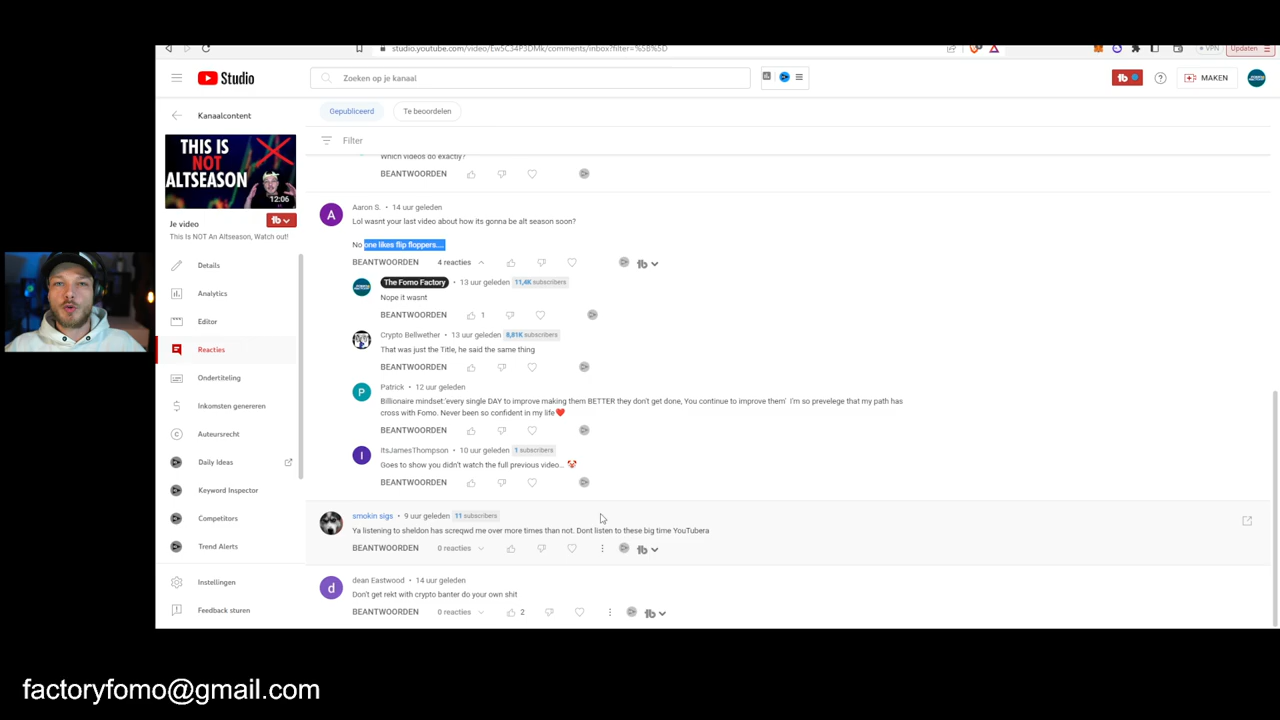 studio.youtube.com/video/Ew5C34P3DMk/comments/inbox?filter=%5B%5D
VPN
Updaten
Studio
Zoeken op je kanaal
MAKEN
Kanaalcontent
THIS IS
NOT
ALTSEASON
12:06
Je video
This Is NOT An Altseason, Watch out!
Details
Analytics
Editor
Reacties
Ondertiteling
Inkomsten genereren
Auteursrecht
Daily Ideas
Keyword Inspector
Competitors
Trend Alerts
Instellingen
Feedback sturen
Gepubliceerd
Te beoordelen
Filter
Which videos do exactly?
BEANTWOORDEN
A
Aaron S. • 14 uur geleden
Lol wasnt your last video about how its gonna be alt season soon?
No one likes flip floppers....
BEANTWOORDEN 4 reacties
The Fomo Factory • 13 uur geleden 11,4K subscribers
Nope it wasnt
BEANTWOORDEN 1
Crypto Bellwether • 13 uur geleden 8,81K subscribers
That was just the Title, he said the same thing
BEANTWOORDEN
P
Patrick • 12 uur geleden
Billionaire mindset:'every single DAY to improve making them BETTER they don't get done, You continue to improve them' I'm so prevelege that my path has
cross with Fomo. Never been so confident in my life❤️
BEANTWOORDEN
I
ItsJamesThompson • 10 uur geleden 1 subscribers
Goes to show you didn't watch the full previous video... 🤡
BEANTWOORDEN
smokin sigs • 9 uur geleden 11 subscribers
Ya listening to sheldon has screqwd me over more times than not. Dont listen to these big time YouTubera
BEANTWOORDEN 0 reacties
d
dean Eastwood • 14 uur geleden
Don't get rekt with crypto banter do your own shit
BEANTWOORDEN 0 reacties 2
factoryfomo@gmail.com